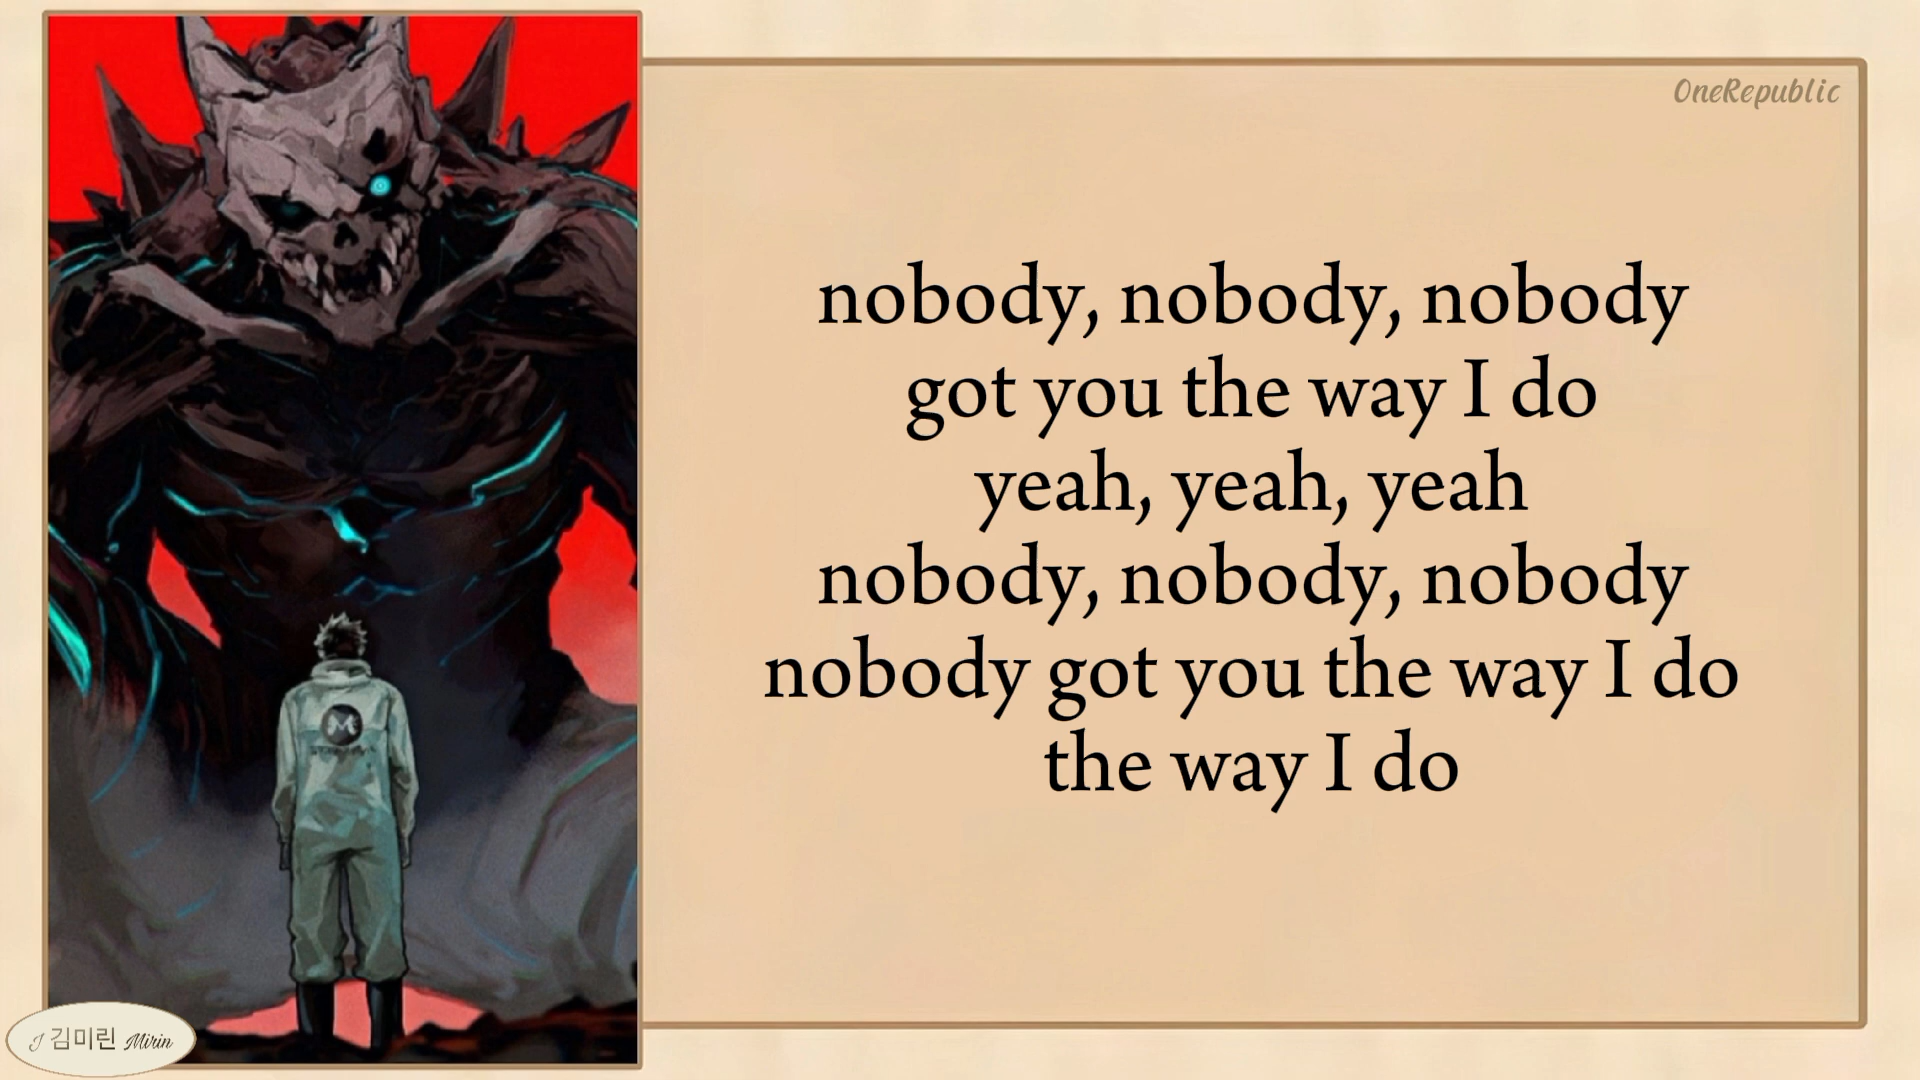 OneRepublic
nobody, nobody, nobody
got you the way I do
yeah, yeah, yeah
nobody, nobody, nobody
nobody got you the way I do
the way I do
M
J 김미린 Mirin